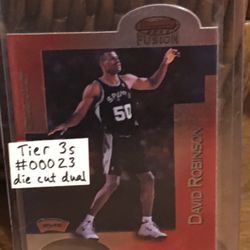 FUSION
SPURS
50
Tier 3s
#00023
die cut dual
DAVID ROBINSON